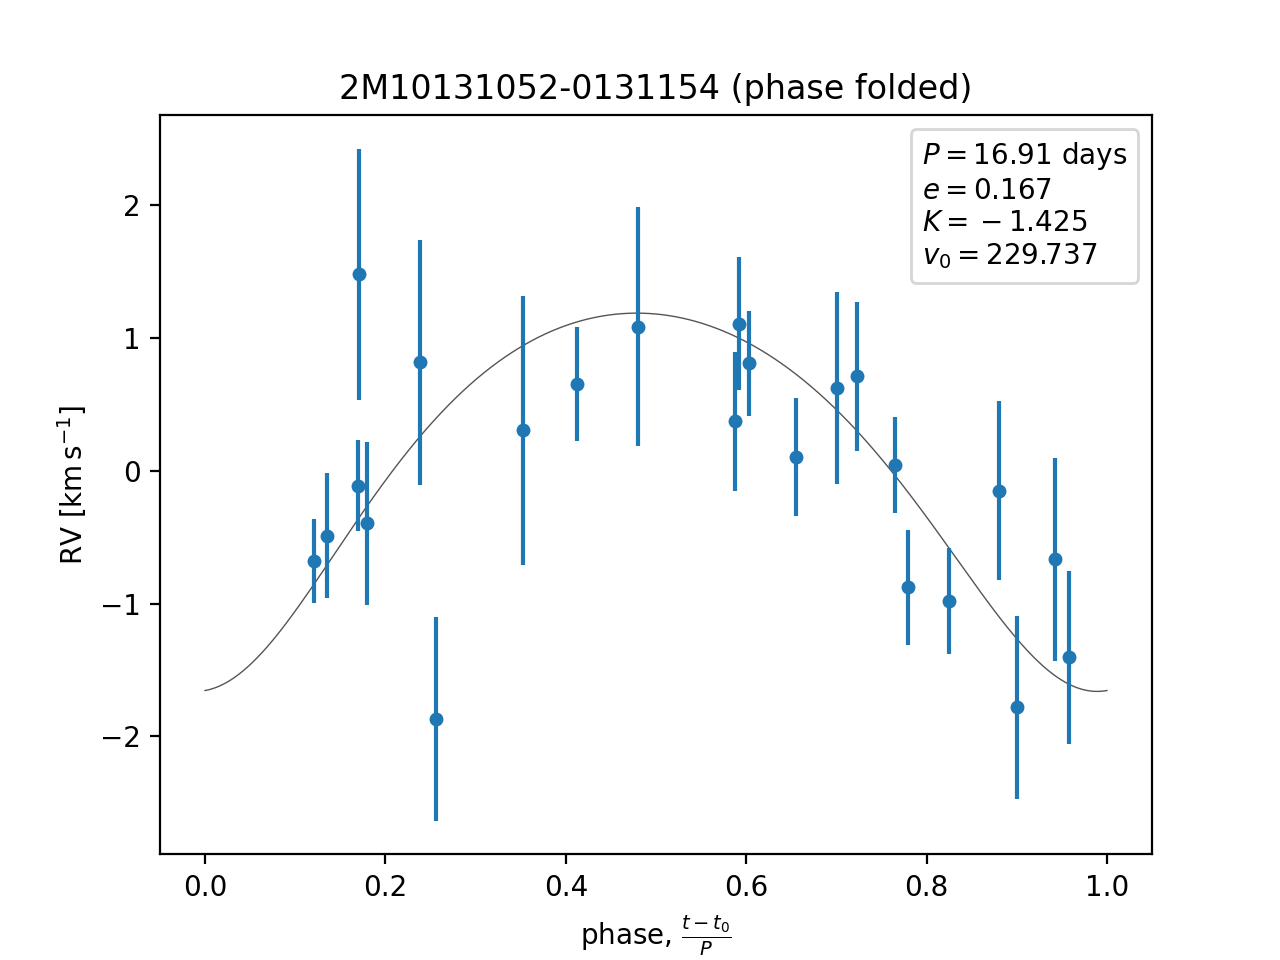 2M10131052-0131154 (phase folded)
P = 16.91 days
e = 0.167
K = −1.425
v₀ = 229.737
2
1
0
−1
−2
RV [km s⁻¹]
0.0 0.2 0.4 0.6 0.8 1.0
phase, (t − t₀)/P